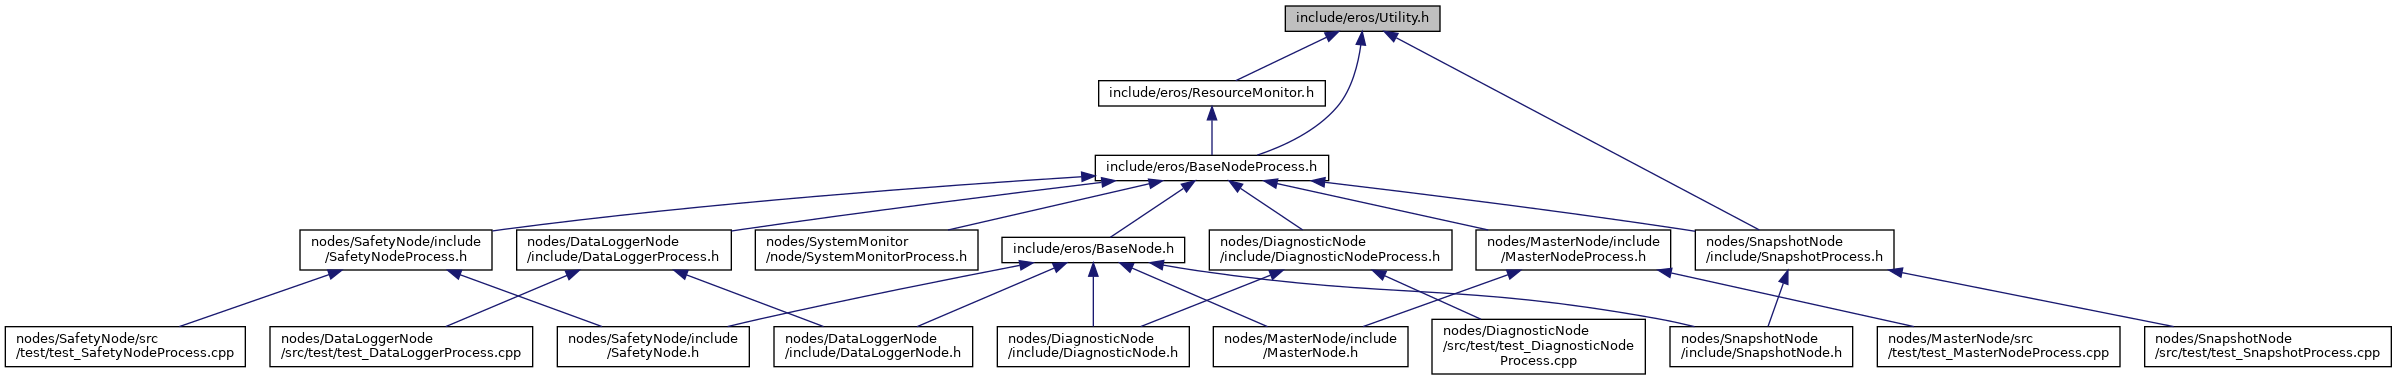 include/eros/Utility.h
include/eros/ResourceMonitor.h
include/eros/BaseNodeProcess.h
nodes/SafetyNode/include
/SafetyNodeProcess.h
nodes/DataLoggerNode
/include/DataLoggerProcess.h
nodes/SystemMonitor
/node/SystemMonitorProcess.h
include/eros/BaseNode.h
nodes/DiagnosticNode
/include/DiagnosticNodeProcess.h
nodes/MasterNode/include
/MasterNodeProcess.h
nodes/SnapshotNode
/include/SnapshotProcess.h
nodes/SafetyNode/src
/test/test_SafetyNodeProcess.cpp
nodes/DataLoggerNode
/src/test/test_DataLoggerProcess.cpp
nodes/SafetyNode/include
/SafetyNode.h
nodes/DataLoggerNode
/include/DataLoggerNode.h
nodes/DiagnosticNode
/include/DiagnosticNode.h
nodes/MasterNode/include
/MasterNode.h
nodes/DiagnosticNode
/src/test/test_DiagnosticNode
Process.cpp
nodes/SnapshotNode
/include/SnapshotNode.h
nodes/MasterNode/src
/test/test_MasterNodeProcess.cpp
nodes/SnapshotNode
/src/test/test_SnapshotProcess.cpp